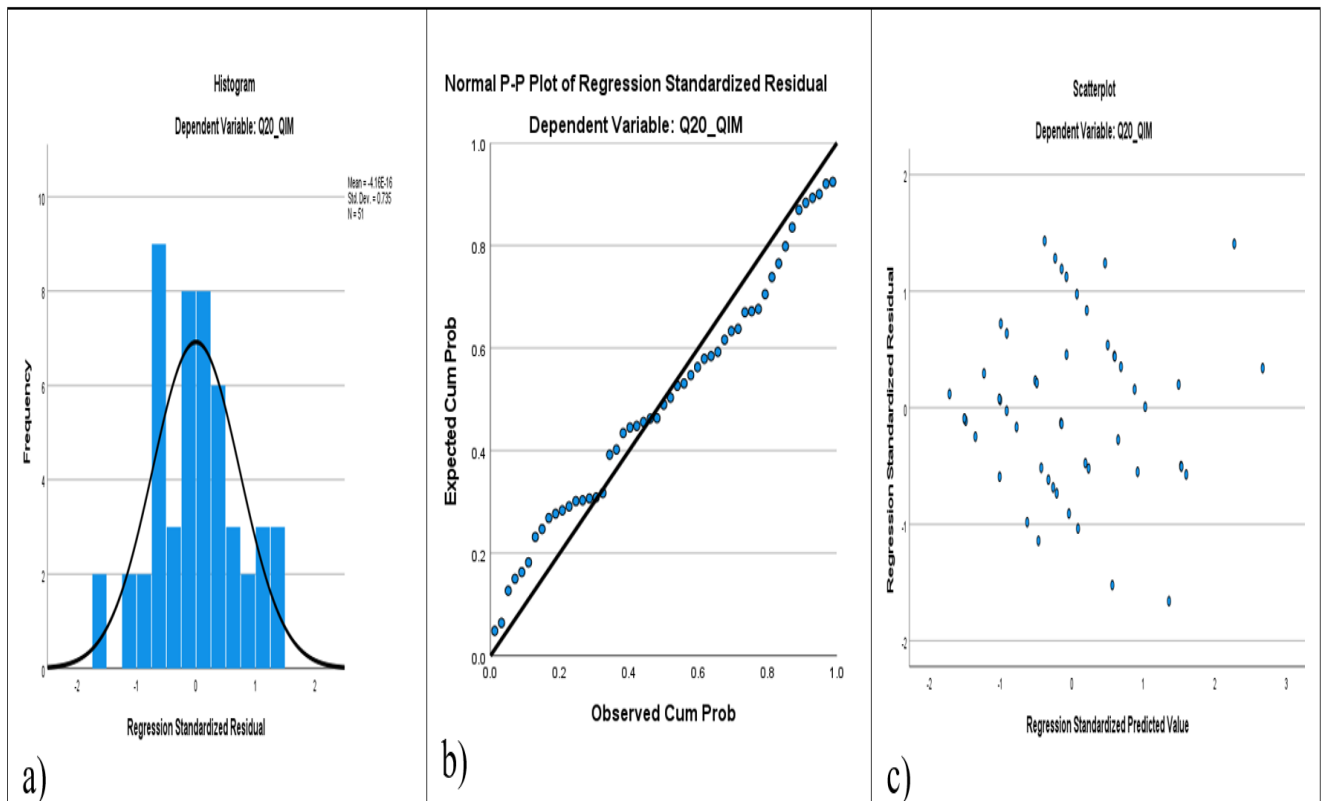 Histogram
Dependent Variable: Q20_QIM
Mean = -4.16E-16
Std. Dev. = 0.735
N = 51
10
8
6
4
2
0
Frequency
-2 -1 0 1 2
Regression Standardized Residual
a)
Normal P-P Plot of Regression Standardized Residual
Dependent Variable: Q20_QIM
1.0
0.8
0.6
0.4
0.2
0.0
Expected Cum Prob
0.0 0.2 0.4 0.6 0.8 1.0
Observed Cum Prob
b)
Scatterplot
Dependent Variable: Q20_QIM
2
1
0
-1
-2
Regression Standardized Residual
-2 -1 0 1 2 3
Regression Standardized Predicted Value
c)